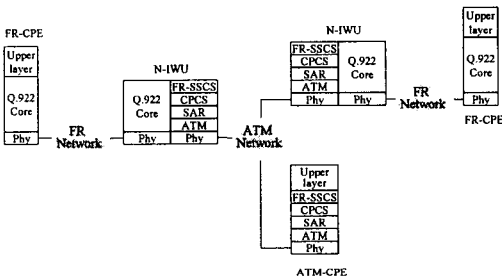 FR-CPE
Upper
layer
Q.922
Core
Phy
FR
Network
N-IWU
Q.922
Core
Phy
FR-SSCS
CPCS
SAR
ATM
Phy
ATM
Network
N-IWU
FR-SSCS
CPCS
SAR
ATM
Phy
Q.922
Core
Phy
FR
Network
Upper
layer
Q.922
Core
Phy
FR-CPE
Upper
layer
FR-SSCS
CPCS
SAR
ATM
Phy
ATM-CPE